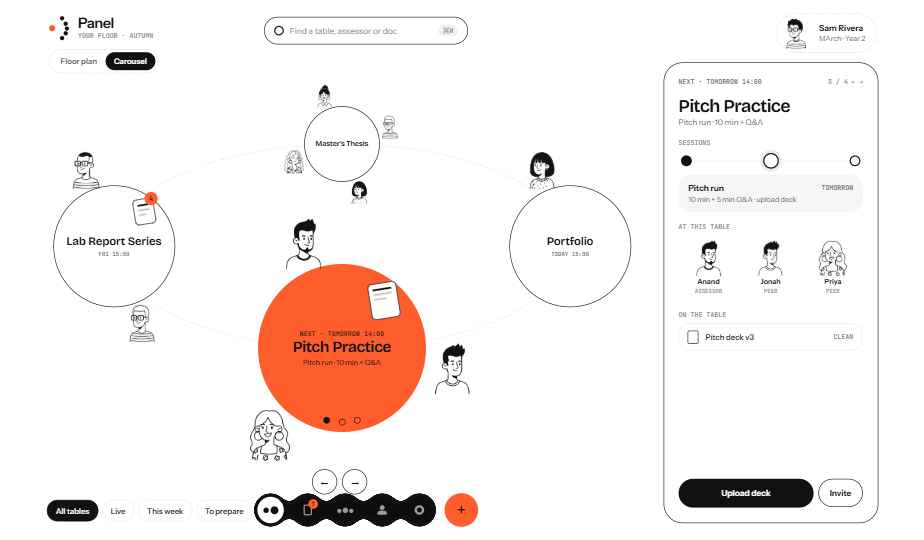 Panel
YOUR FLOOR · AUTUMN
Floor plan
Carousel
Find a table, assessor or doc
⌘K
Sam Rivera
MArch · Year 2
Master's Thesis
Lab Report Series
FRI 15:00
4
Portfolio
TODAY 15:00
NEXT · TOMORROW 14:00
Pitch Practice
Pitch run · 10 min + Q&A
← →
All tables
Live
This week
To prepare
+
NEXT · TOMORROW 14:00
3 / 4 ← →
Pitch Practice
Pitch run · 10 min + Q&A
SESSIONS
Pitch run
TOMORROW
10 min + 5 min Q&A · upload deck
AT THIS TABLE
Anand
ASSESSOR
Jonah
PEER
Priya
PEER
ON THE TABLE
Pitch deck v3
CLEAN
Upload deck
Invite